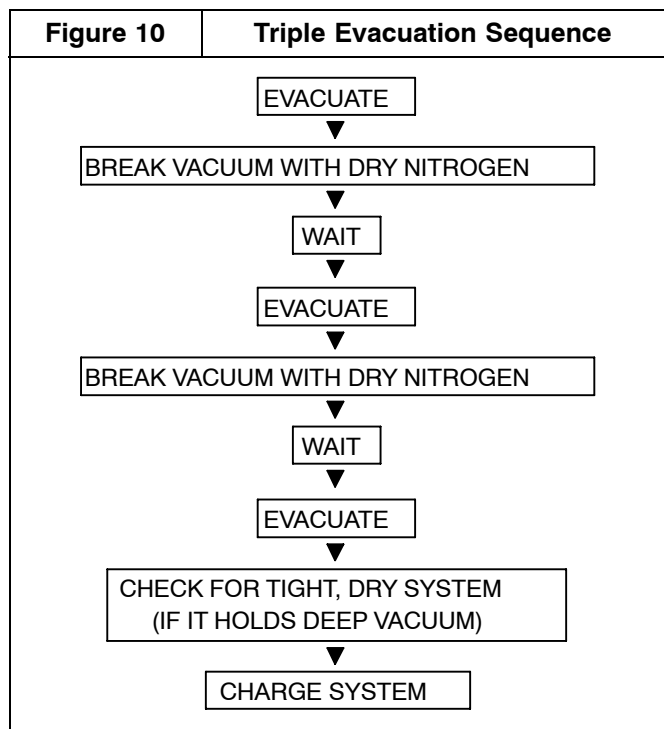 Figure 10 Triple Evacuation Sequence
EVACUATE
BREAK VACUUM WITH DRY NITROGEN
WAIT
EVACUATE
BREAK VACUUM WITH DRY NITROGEN
WAIT
EVACUATE
CHECK FOR TIGHT, DRY SYSTEM
(IF IT HOLDS DEEP VACUUM)
CHARGE SYSTEM